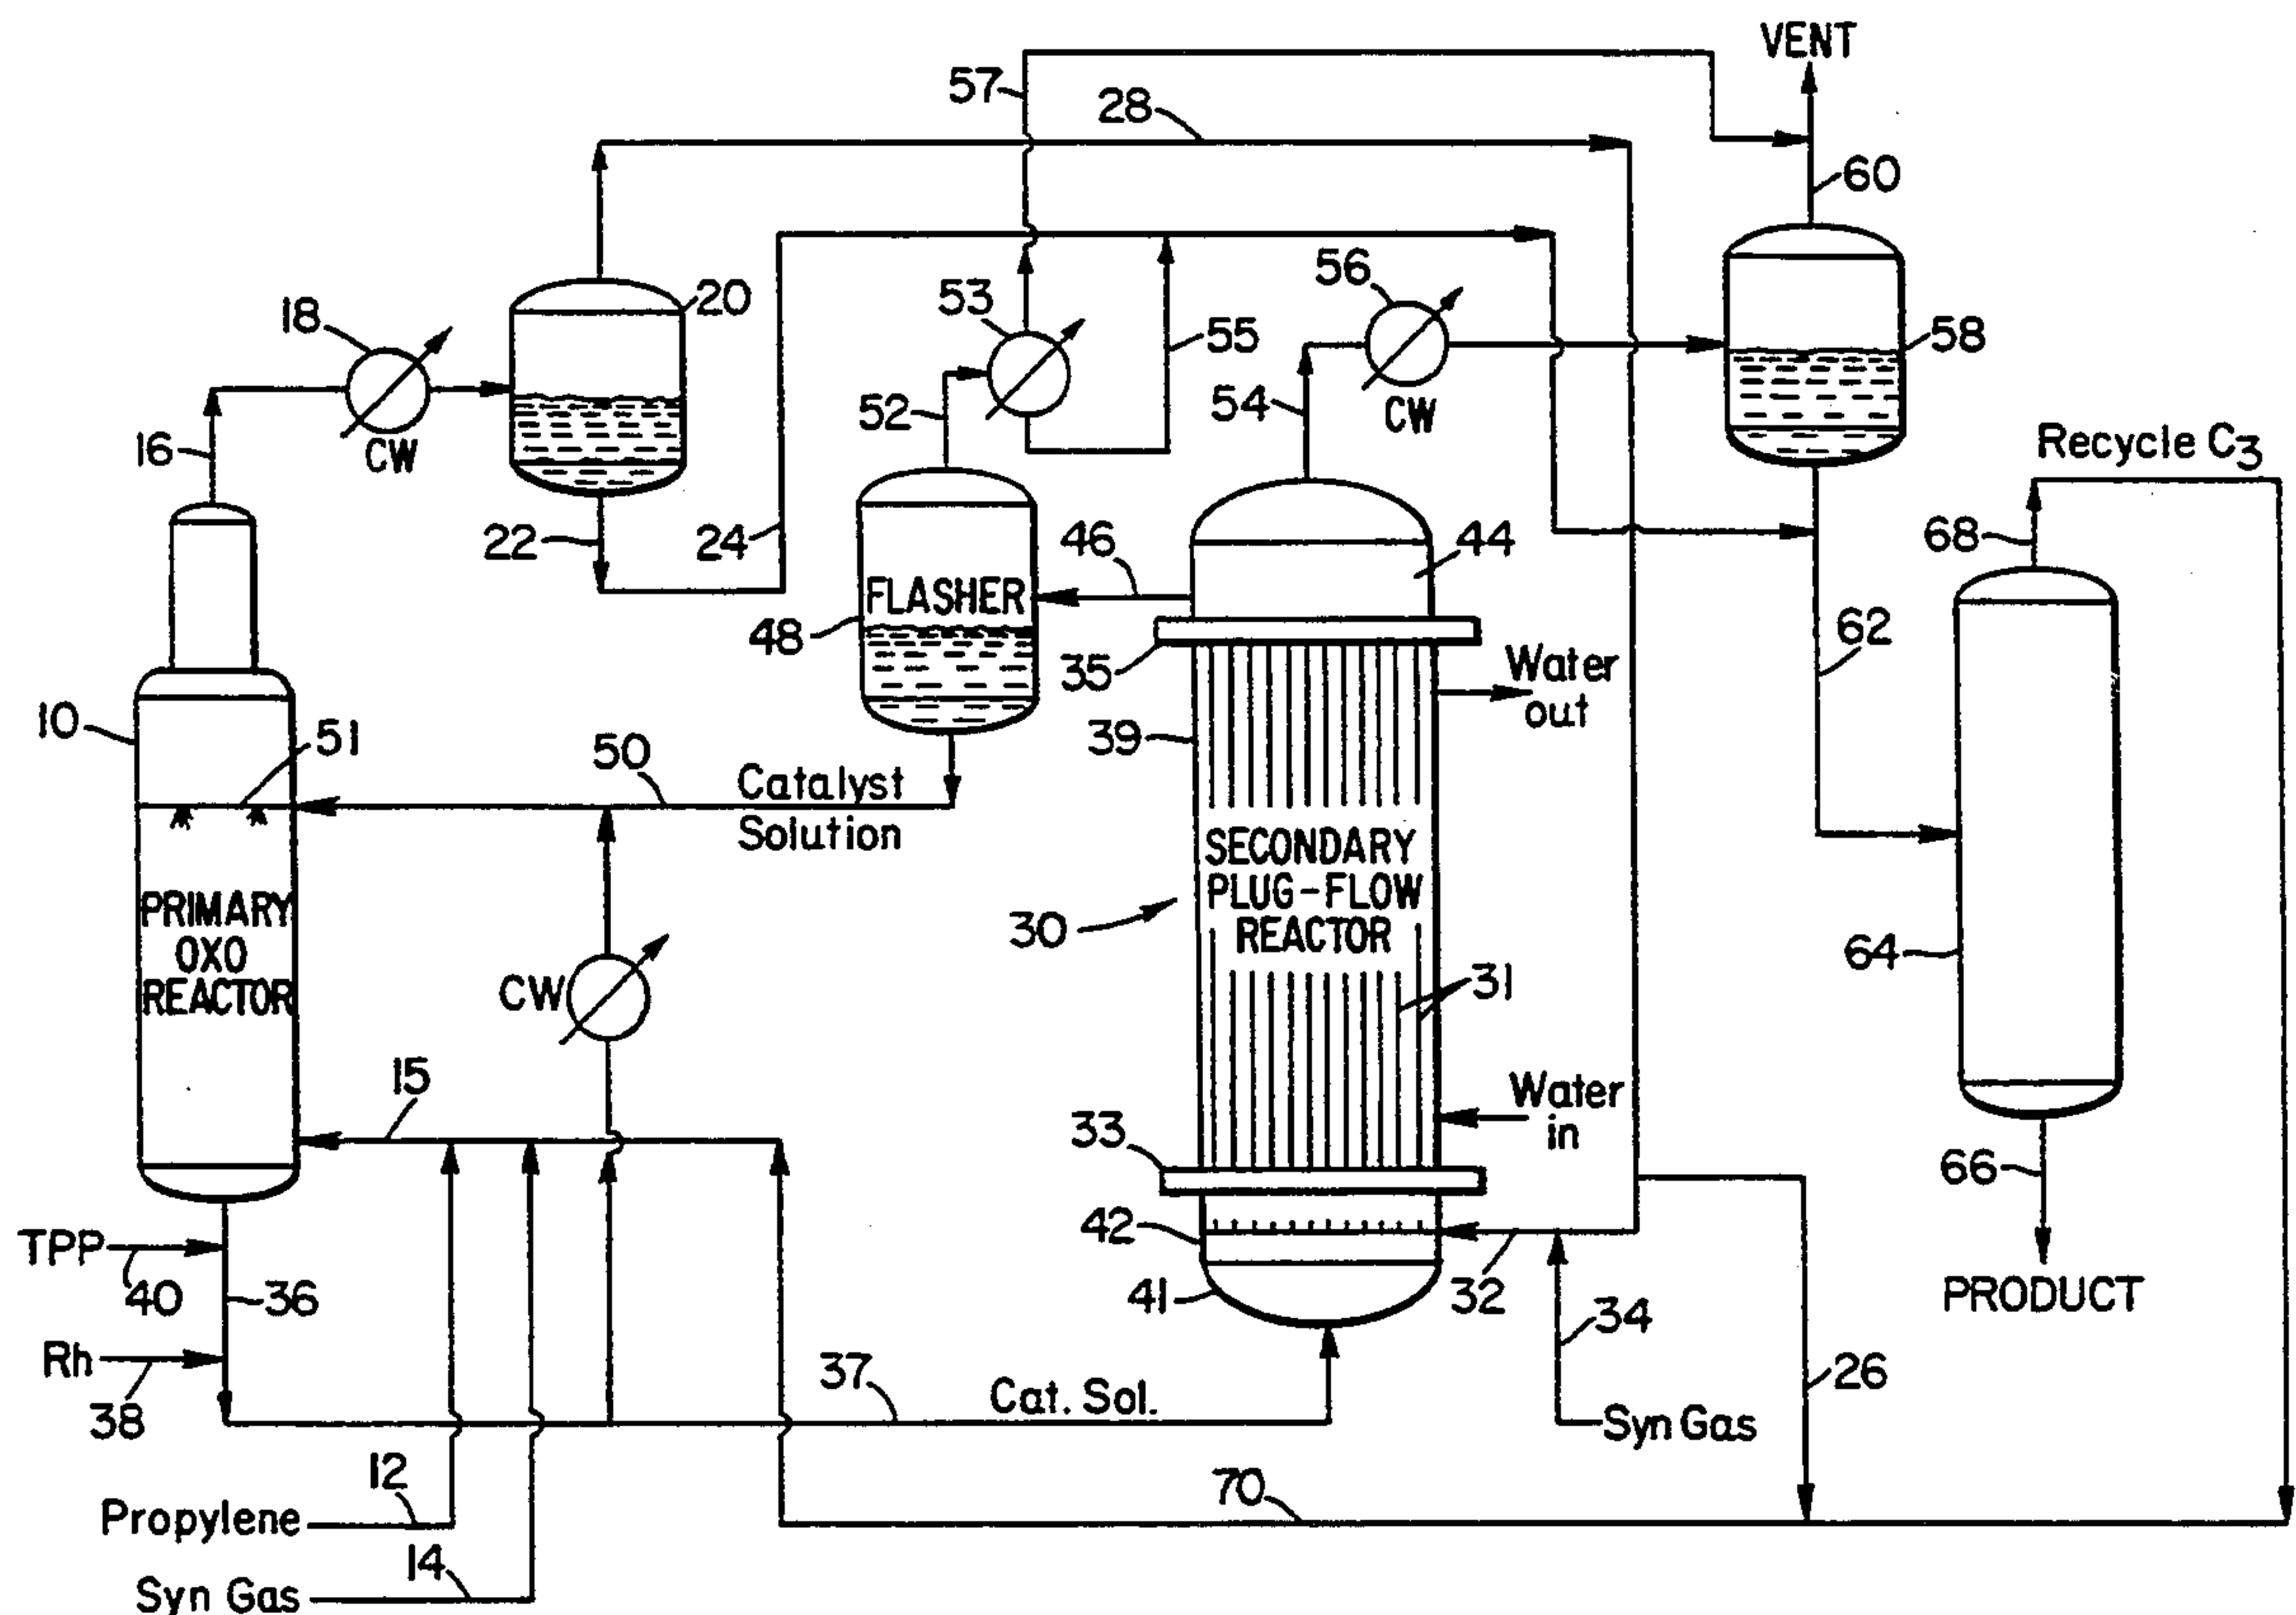 VENT
57
28
60
20
56
53
18
55
58
CW
52
54
CW
16
Recycle C3
22
24
46
44
68
FLASHER
48
62
35
Water
out
10
51
39
50
Catalyst
Solution
SECONDARY
PLUG-FLOW
REACTOR
PRIMARY
OXO
REACTOR
30
64
CW
31
15
Water
in
33
66
42
TPP
40
36
41
32
34
PRODUCT
Rh
38
37
Cat. Sol.
26
Syn Gas
12
Propylene
70
14
Syn Gas